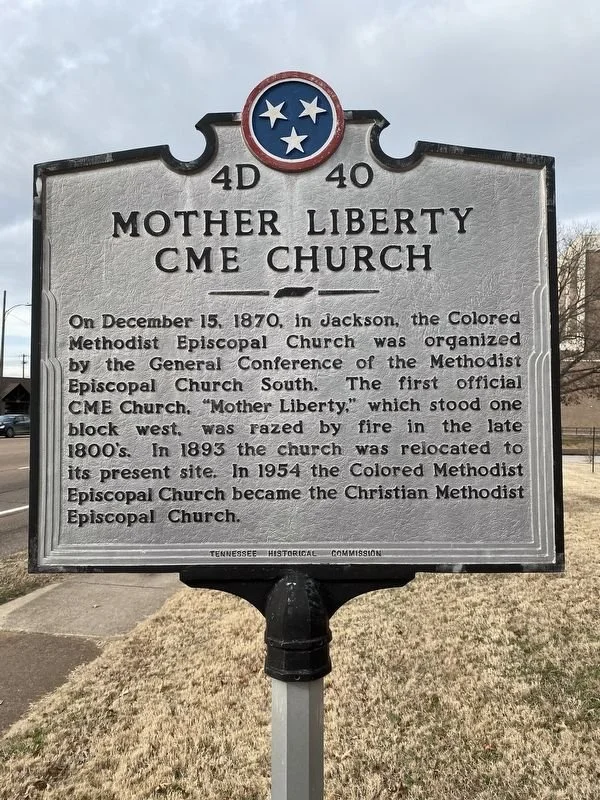 4D 40
MOTHER LIBERTY
CME CHURCH
On December 15, 1870, in Jackson, the Colored
Methodist Episcopal Church was organized
by the General Conference of the Methodist
Episcopal Church South. The first official
CME Church, "Mother Liberty," which stood one
block west, was razed by fire in the late
1800's. In 1893 the church was relocated to
its present site. In 1954 the Colored Methodist
Episcopal Church became the Christian Methodist
Episcopal Church.
TENNESSEE HISTORICAL COMMISSION